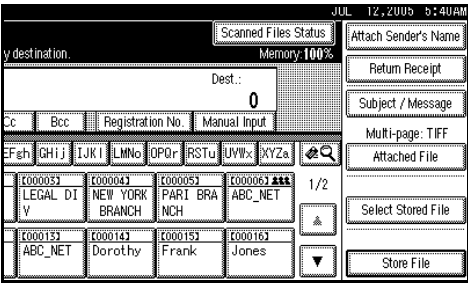 JUL 12,2005 5:40AM
Scanned Files Status
Attach Sender's Name
y destination.
Memory:100%
Return Receipt
Dest.:
0
Subject / Message
Cc Bcc Registration No. Manual Input
Multi-page: TIFF
EFgh GHij IJKl LMNo OPQr RSTu UVWx XYZa
Attached File
[00003] [00004] [00005] [00006]
LEGAL DI
V
NEW YORK
BRANCH
PARI BRA
NCH
ABC_NET
1/2
Select Stored File
[00013] [00014] [00015] [00016]
ABC_NET Dorothy Frank Jones
Store File